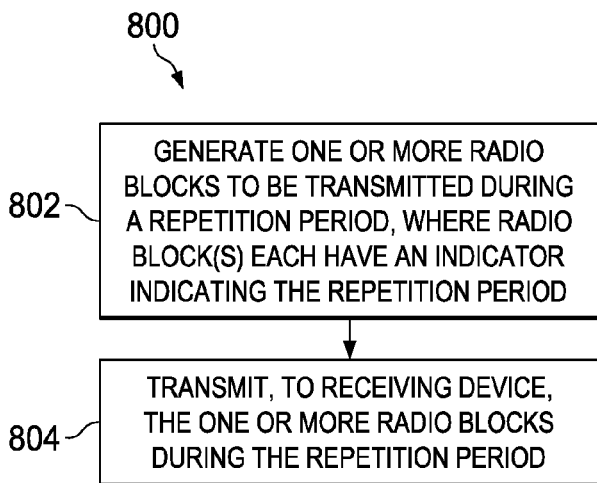 800
802
GENERATE ONE OR MORE RADIO
BLOCKS TO BE TRANSMITTED DURING
A REPETITION PERIOD, WHERE RADIO
BLOCK(S) EACH HAVE AN INDICATOR
INDICATING THE REPETITION PERIOD
804
TRANSMIT, TO RECEIVING DEVICE,
THE ONE OR MORE RADIO BLOCKS
DURING THE REPETITION PERIOD